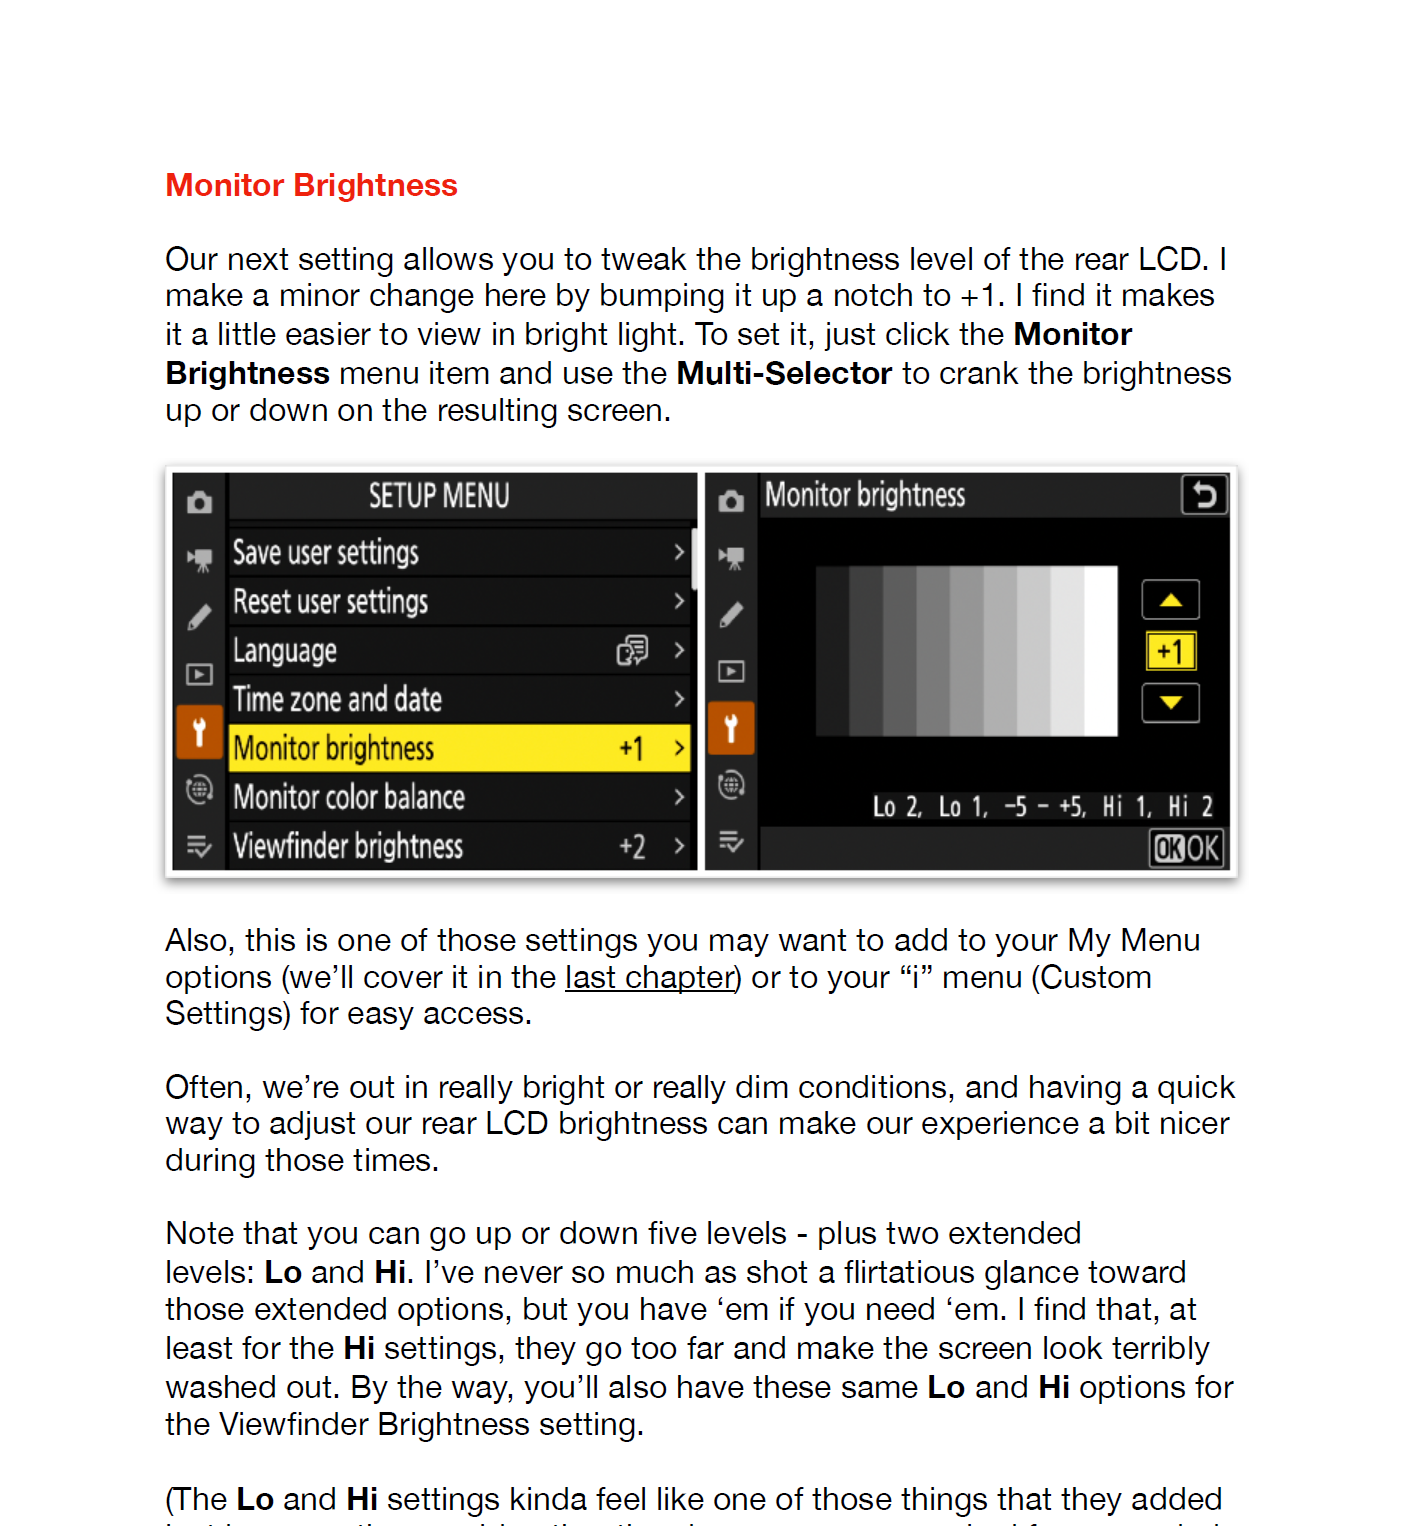 Monitor Brightness
Our next setting allows you to tweak the brightness level of the rear LCD. I
make a minor change here by bumping it up a notch to +1. I find it makes
it a little easier to view in bright light. To set it, just click the Monitor
Brightness menu item and use the Multi-Selector to crank the brightness
up or down on the resulting screen.
SETUP MENU
Save user settings
Reset user settings
Language
Time zone and date
Monitor brightness +1
Monitor color balance
Viewfinder brightness +2
Monitor brightness
+1
Lo 2, Lo 1, −5 − +5, Hi 1, Hi 2
OK OK
Also, this is one of those settings you may want to add to your My Menu
options (we’ll cover it in the last chapter) or to your “i” menu (Custom
Settings) for easy access.
Often, we’re out in really bright or really dim conditions, and having a quick
way to adjust our rear LCD brightness can make our experience a bit nicer
during those times.
Note that you can go up or down five levels - plus two extended
levels: Lo and Hi. I’ve never so much as shot a flirtatious glance toward
those extended options, but you have ‘em if you need ‘em. I find that, at
least for the Hi settings, they go too far and make the screen look terribly
washed out. By the way, you’ll also have these same Lo and Hi options for
the Viewfinder Brightness setting.
(The Lo and Hi settings kinda feel like one of those things that they added